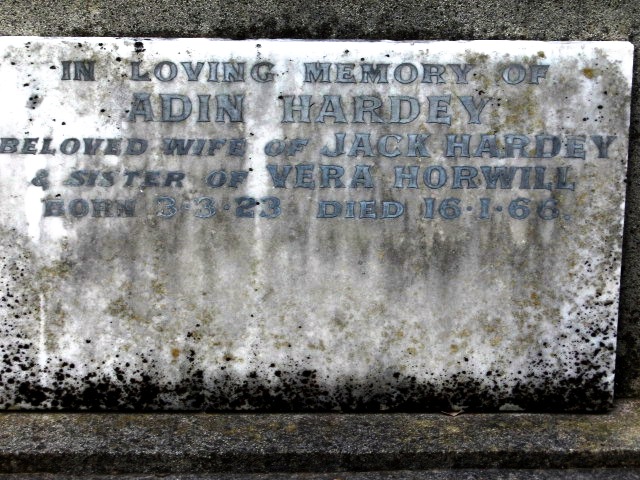 IN LOVING MEMORY OF
ADIN HARDEY
BELOVED WIFE OF JACK HARDEY
& SISTER OF VERA HORWILL
BORN 3·3·23 DIED 16·1·66.